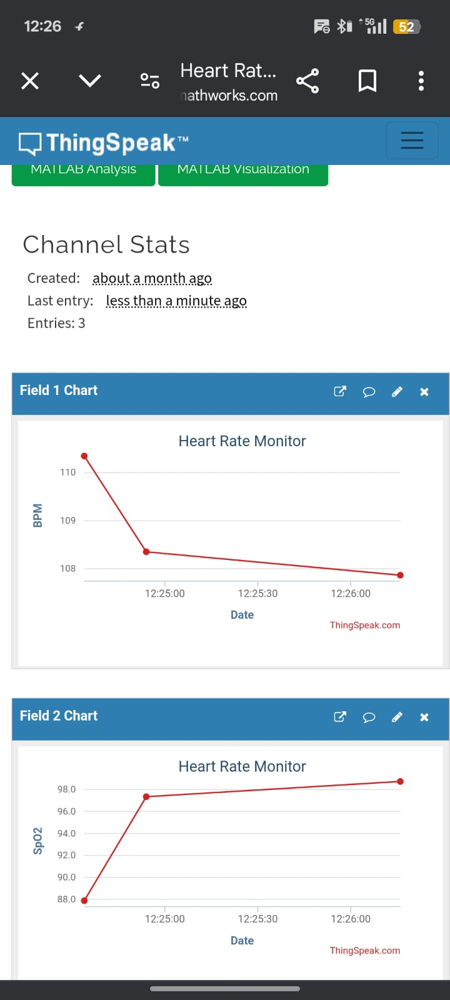 12:26
5G
52
Heart Rat...
nathworks.com
ThingSpeak™
MATLAB Analysis
MATLAB Visualization
Channel Stats
Created: about a month ago
Last entry: less than a minute ago
Entries: 3
Field 1 Chart
Heart Rate Monitor
110
109
108
BPM
12:25:00
12:25:30
12:26:00
Date
ThingSpeak.com
Field 2 Chart
Heart Rate Monitor
98.0
96.0
94.0
92.0
90.0
88.0
SpO2
12:25:00
12:25:30
12:26:00
Date
ThingSpeak.com